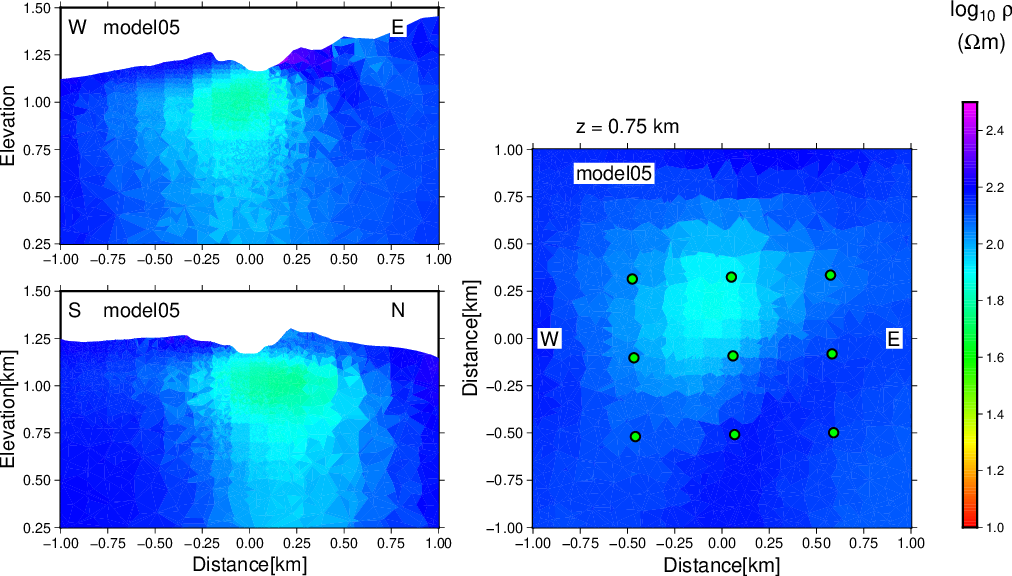 W model05 E
1.50
1.25
1.00
0.75
0.50
0.25
Elevation
−1.00 −0.75 −0.50 −0.25 0.00 0.25 0.50 0.75 1.00
S model05 N
1.50
1.25
1.00
0.75
0.50
0.25
Elevation[km]
−1.00 −0.75 −0.50 −0.25 0.00 0.25 0.50 0.75 1.00
Distance[km]
z = 0.75 km
model05
1.00
0.75
0.50
0.25
0.00
−0.25
−0.50
−0.75
−1.00
Distance[km]
W E
−1.00 −0.75 −0.50 −0.25 0.00 0.25 0.50 0.75 1.00
Distance[km]
log₁₀ ρ
(Ωm)
2.4
2.2
2.0
1.8
1.6
1.4
1.2
1.0